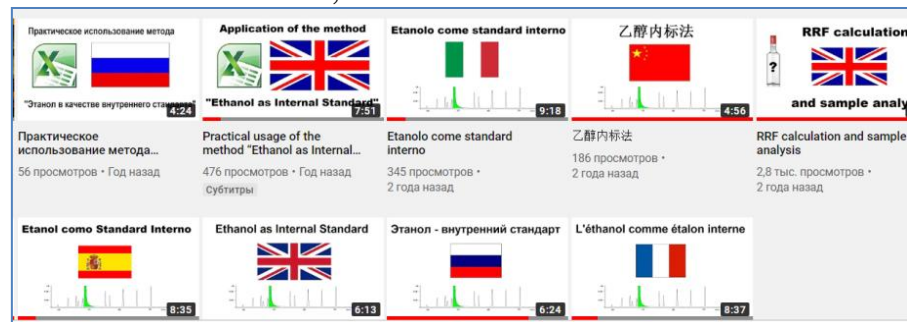 Практическое использование метода
"Этанол в качестве внутреннего стандарта"
4:24
Практическое
использование метода...
56 просмотров • Год назад
Application of the method
"Ethanol as Internal Standard"
7:51
Practical usage of the
method "Ethanol as Internal...
476 просмотров • Год назад
Субтитры
Etanolo come standard interno
9:18
Etanolo come standard
interno
345 просмотров •
2 года назад
乙醇内标法
4:56
乙醇内标法
186 просмотров •
2 года назад
RRF calculation
?
and sample analy
RRF calculation and sample
analysis
2,8 тыс. просмотров •
2 года назад
Etanol como Standard Interno
8:35
Ethanol as Internal Standard
6:13
Этанол - внутренний стандарт
6:24
L'éthanol comme étalon interne
8:37